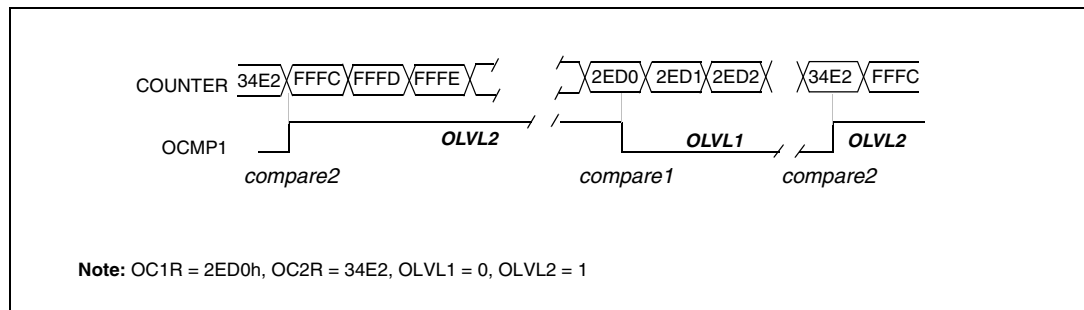 COUNTER 34E2 FFFC FFFD FFFE 2ED0 2ED1 2ED2 34E2 FFFC
OCMP1 OLVL2 OLVL1 OLVL2
compare2 compare1 compare2
Note: OC1R = 2ED0h, OC2R = 34E2, OLVL1 = 0, OLVL2 = 1